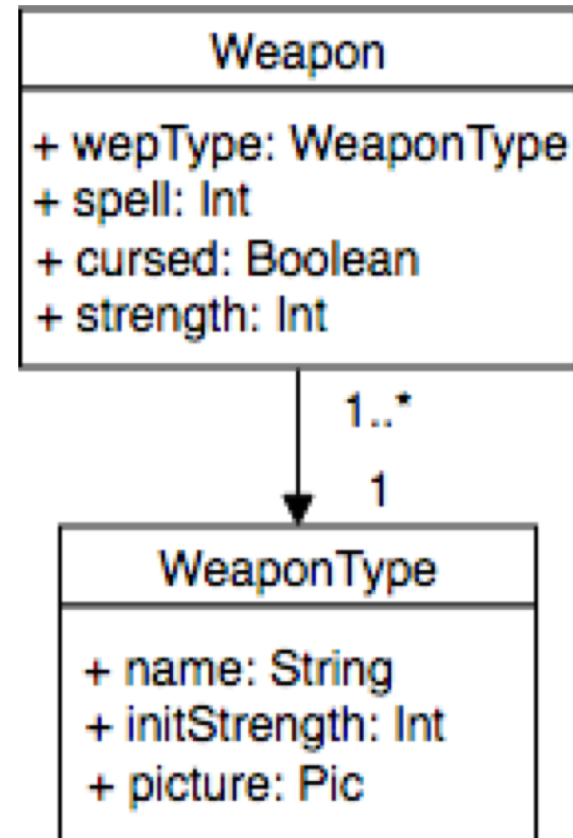 Weapon
+ wepType: WeaponType
+ spell: Int
+ cursed: Boolean
+ strength: Int
1..*
1
WeaponType
+ name: String
+ initStrength: Int
+ picture: Pic